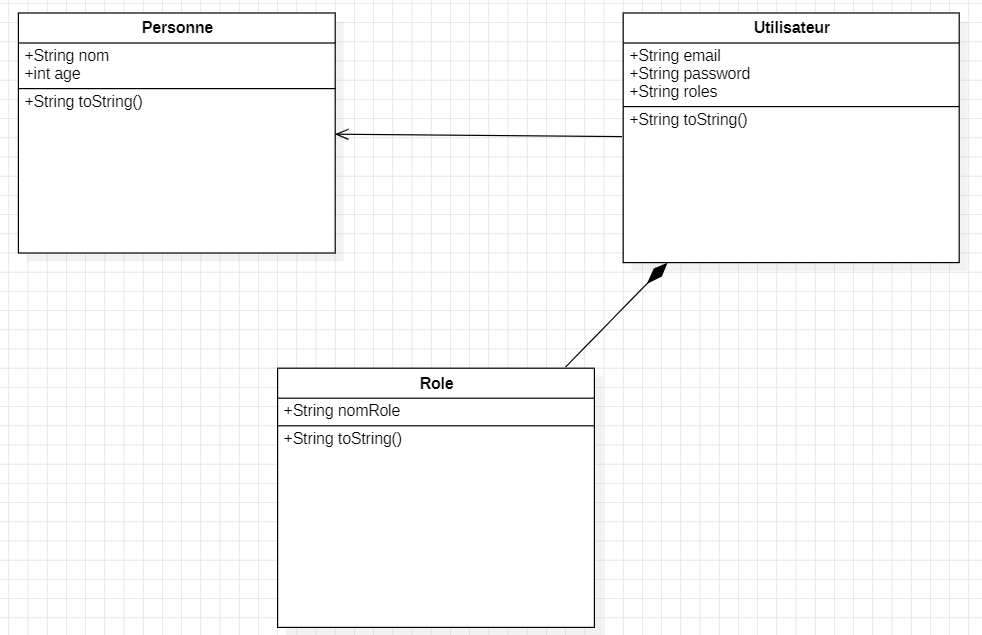 Personne
+String nom
+int age
+String toString()
Utilisateur
+String email
+String password
+String roles
+String toString()
Role
+String nomRole
+String toString()